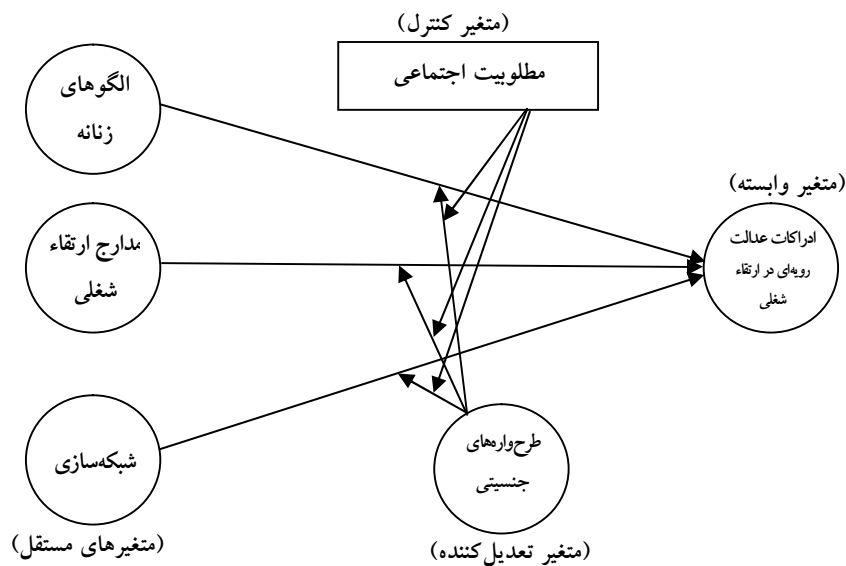 (متغیر کنترل)
مطلوبیت اجتماعی
الگوهای
زنانه
(متغیر وابسته)
ادراکات عدالت
رویه‌ای در ارتقاء
شغلی
مدارج ارتقاء
شغلی
طرح‌واره‌های
جنسیتی
شبکه‌سازی
(متغیرهای مستقل)
(متغیر تعدیل‌کننده)